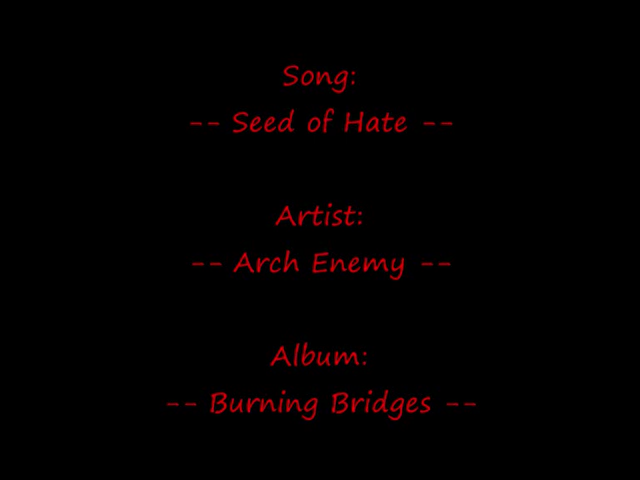 Song:
-- Seed of Hate --
Artist:
-- Arch Enemy --
Album:
-- Burning Bridges --